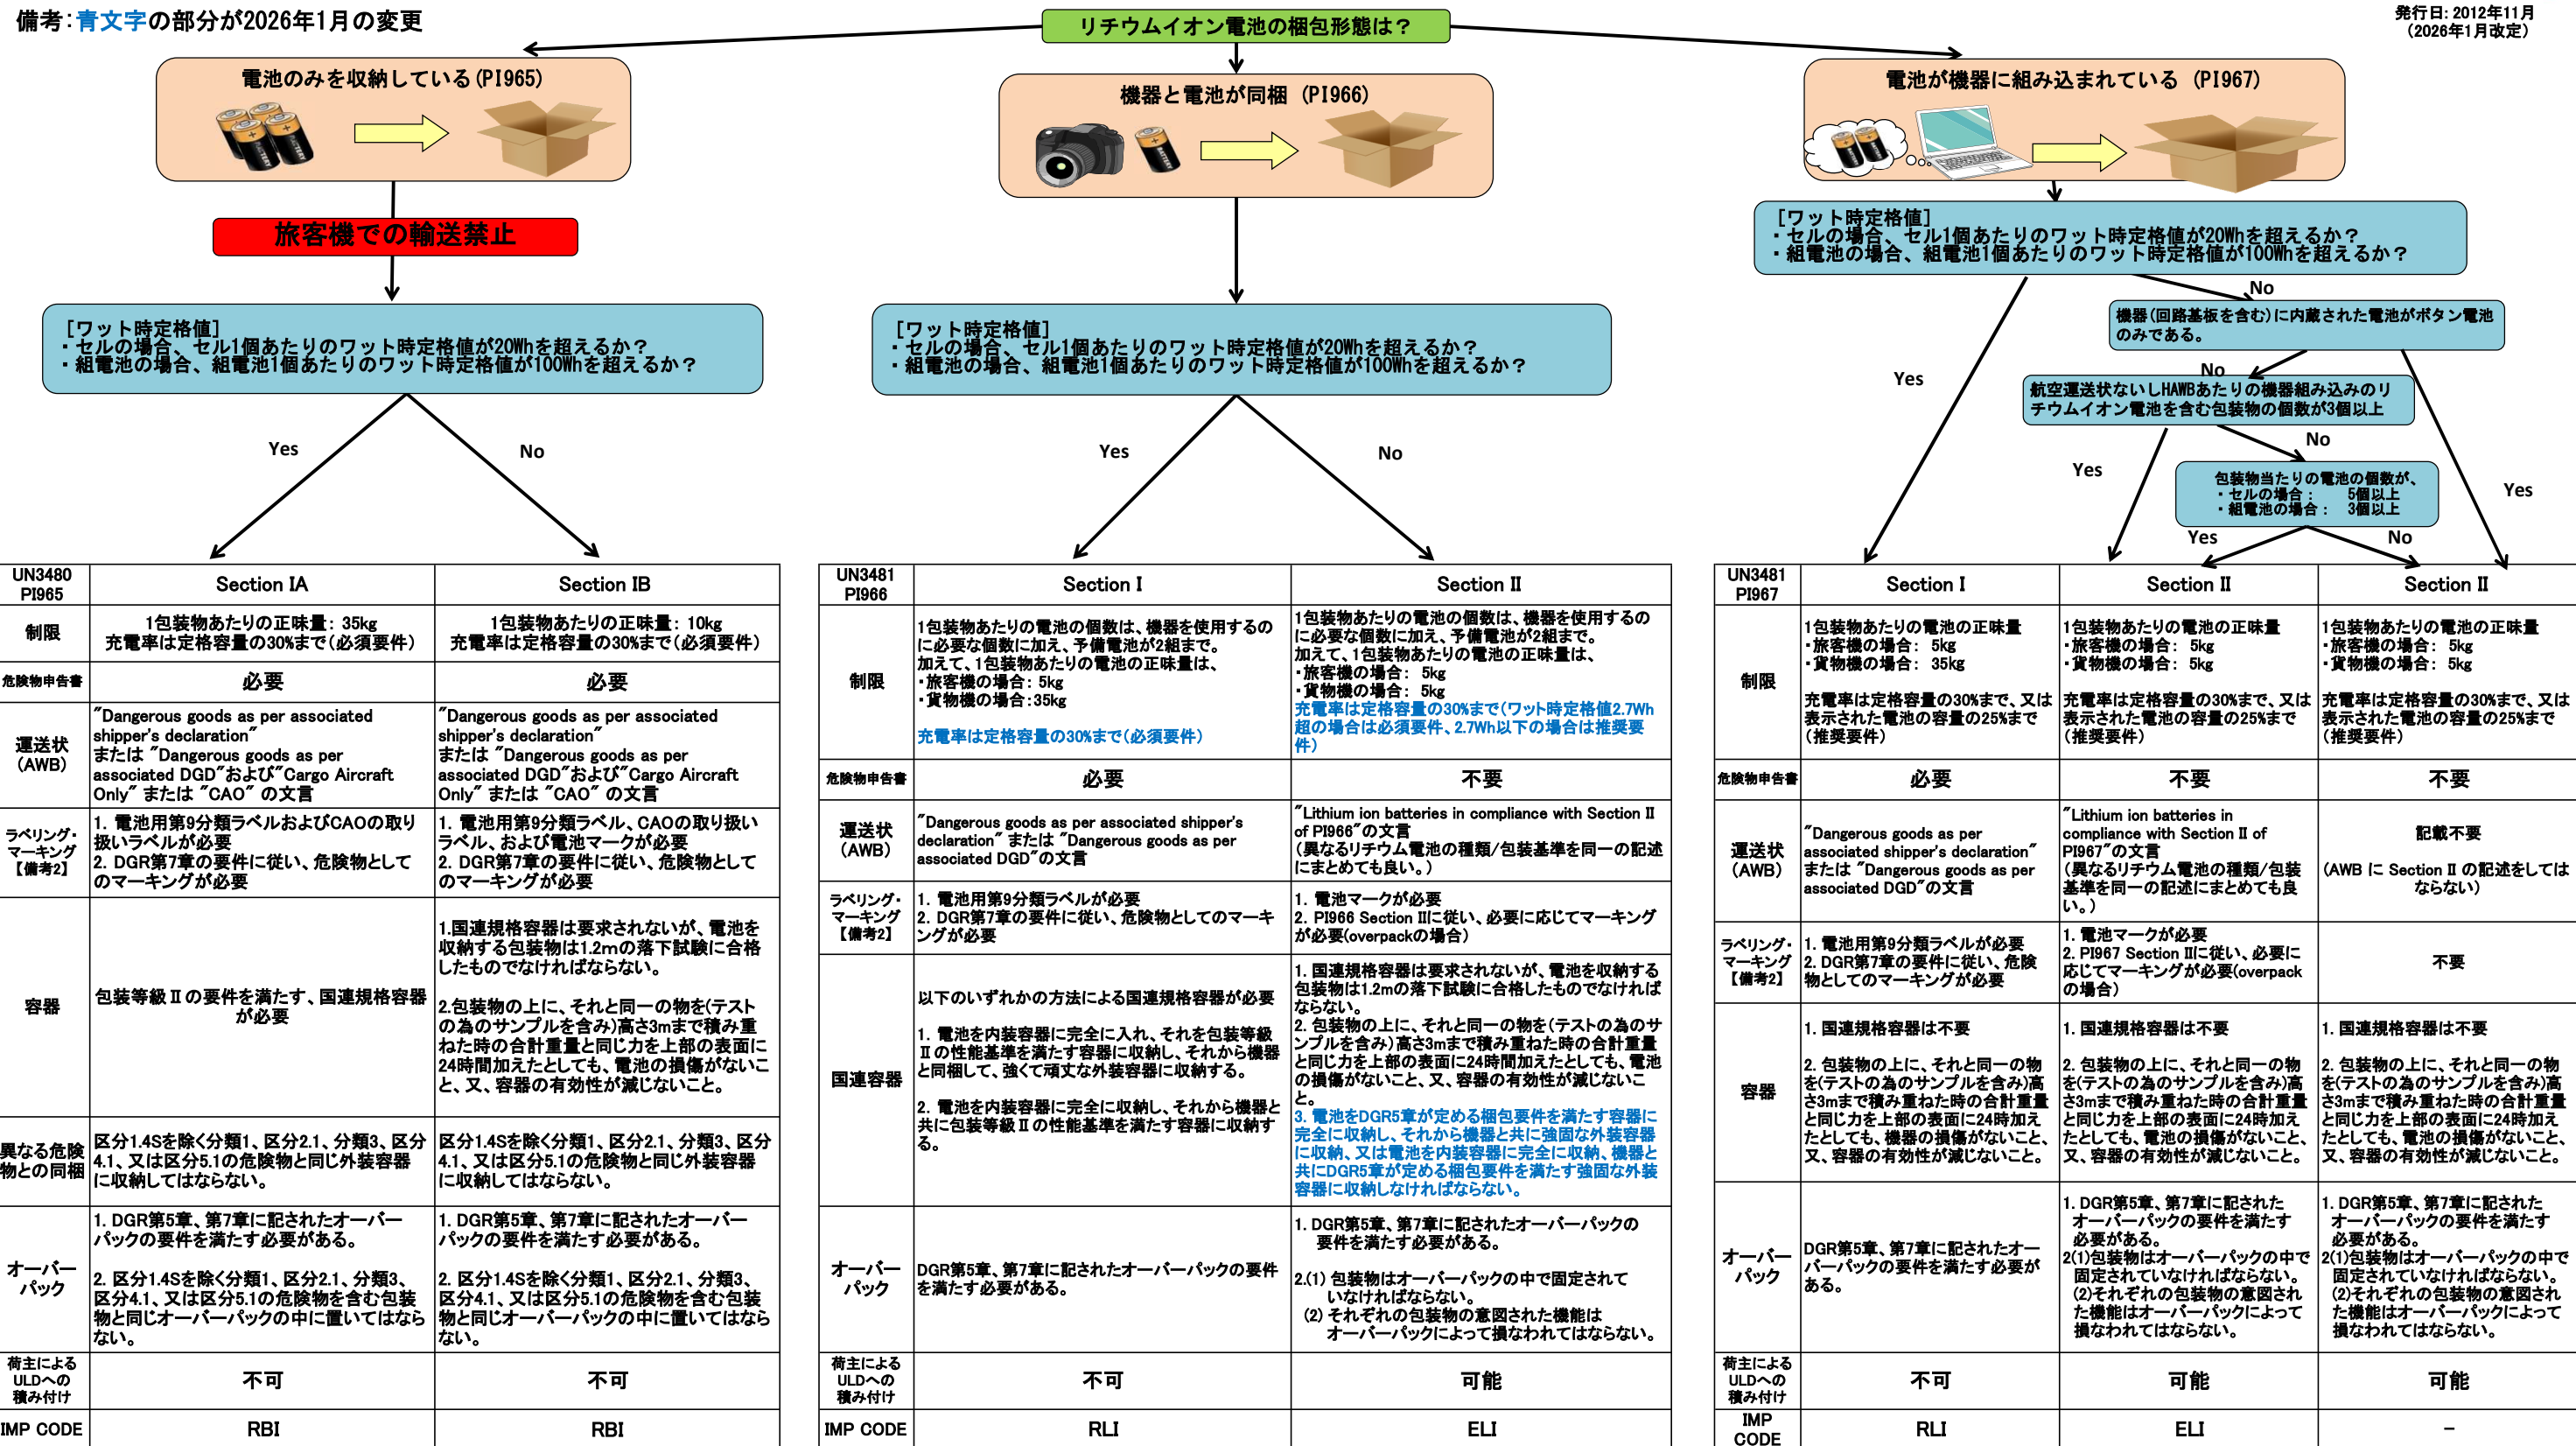 備考：青文字の部分が2026年1月の変更
リチウムイオン電池の梱包形態は？
発行日：2012年11月
（2026年1月改定）
電池のみを収納している(PI965)
旅客機での輸送禁止
［ワット時定格値］
・セルの場合、セル1個あたりのワット時定格値が20Whを超えるか？
・組電池の場合、組電池1個あたりのワット時定格値が100Whを超えるか？
Yes
No
機器と電池が同梱 (PI966)
［ワット時定格値］
・セルの場合、セル1個あたりのワット時定格値が20Whを超えるか？
・組電池の場合、組電池1個あたりのワット時定格値が100Whを超えるか？
Yes
No
電池が機器に組み込まれている (PI967)
［ワット時定格値］
・セルの場合、セル1個あたりのワット時定格値が20Whを超えるか？
・組電池の場合、組電池1個あたりのワット時定格値が100Whを超えるか？
No
機器(回路基板を含む)に内蔵された電池がボタン電池
のみである。
Yes
No
航空運送状ないしHAWBあたりの機器組み込みのリ
チウムイオン電池を含む包装物の個数が3個以上
No
Yes
包装物当たりの電池の個数が、
・セルの場合： 5個以上
・組電池の場合： 3個以上
Yes
Yes
No
UN3480
PI965
Section IA
Section IB
制限
1包装物あたりの正味量： 35kg
充電率は定格容量の30%まで（必須要件）
1包装物あたりの正味量： 10kg
充電率は定格容量の30%まで（必須要件）
危険物申告書
必要
必要
運送状
(AWB)
"Dangerous goods as per associated
shipper's declaration"
または "Dangerous goods as per
associated DGD"および"Cargo Aircraft
Only" または "CAO" の文言
"Dangerous goods as per associated
shipper's declaration"
または "Dangerous goods as per
associated DGD"および"Cargo Aircraft
Only" または "CAO" の文言
ラベリング・
マーキング
【備考2】
1. 電池用第9分類ラベルおよびCAOの取り
扱いラベルが必要
2. DGR第7章の要件に従い、危険物として
のマーキングが必要
1. 電池用第9分類ラベル、CAOの取り扱い
ラベル、および電池マークが必要
2. DGR第7章の要件に従い、危険物として
のマーキングが必要
容器
包装等級Ⅱの要件を満たす、国連規格容器
が必要
1.国連規格容器は要求されないが、電池を
収納する包装物は1.2mの落下試験に合格
したものでなければならない。
2.包装物の上に、それと同一の物を(テスト
の為のサンプルを含み)高さ3mまで積み重
ねた時の合計重量と同じ力を上部の表面に
24時間加えたとしても、電池の損傷がないこ
と、又、容器の有効性が減じないこと。
異なる危険
物との同梱
区分1.4Sを除く分類1、区分2.1、分類3、区分
4.1、又は区分5.1の危険物と同じ外装容器
に収納してはならない。
区分1.4Sを除く分類1、区分2.1、分類3、区分
4.1、又は区分5.1の危険物と同じ外装容器
に収納してはならない。
オーバー
パック
1. DGR第5章、第7章に記されたオーバー
パックの要件を満たす必要がある。
2. 区分1.4Sを除く分類1、区分2.1、分類3、
区分4.1、又は区分5.1の危険物を含む包装
物と同じオーバーパックの中に置いてはなら
ない。
1. DGR第5章、第7章に記されたオーバー
パックの要件を満たす必要がある。
2. 区分1.4Sを除く分類1、区分2.1、分類3、
区分4.1、又は区分5.1の危険物を含む包装
物と同じオーバーパックの中に置いてはなら
ない。
荷主による
ULDへの
積み付け
不可
不可
IMP CODE
RBI
RBI
UN3481
PI966
Section I
Section II
制限
1包装物あたりの電池の個数は、機器を使用するの
に必要な個数に加え、予備電池が2組まで。
加えて、1包装物あたりの電池の正味量は、
・旅客機の場合： 5kg
・貨物機の場合：35kg
充電率は定格容量の30%まで（必須要件）
1包装物あたりの電池の個数は、機器を使用するの
に必要な個数に加え、予備電池が2組まで。
加えて、1包装物あたりの電池の正味量は、
・旅客機の場合： 5kg
・貨物機の場合： 5kg
充電率は定格容量の30%まで（ワット時定格値2.7Wh
超の場合は必須要件、2.7Wh以下の場合は推奨要
件）
危険物申告書
必要
不要
運送状
(AWB)
"Dangerous goods as per associated shipper's
declaration" または "Dangerous goods as per
associated DGD"の文言
"Lithium ion batteries in compliance with Section II
of PI966"の文言
（異なるリチウム電池の種類/包装基準を同一の記述
にまとめても良い。）
ラベリング・
マーキング
【備考2】
1. 電池用第9分類ラベルが必要
2. DGR第7章の要件に従い、危険物としてのマーキ
ングが必要
1. 電池マークが必要
2. PI966 Section IIに従い、必要に応じてマーキング
が必要(overpackの場合）
国連容器
以下のいずれかの方法による国連規格容器が必要
1. 電池を内装容器に完全に入れ、それを包装等級
Ⅱの性能基準を満たす容器に収納し、それから機器
と同梱して、強くて頑丈な外装容器に収納する。
2. 電池を内装容器に完全に収納し、それから機器と
共に包装等級Ⅱの性能基準を満たす容器に収納す
る。
1. 国連規格容器は要求されないが、電池を収納する
包装物は1.2mの落下試験に合格したものでなければ
ならない。
2. 包装物の上に、それと同一の物を（テストの為のサ
ンプルを含み）高さ3mまで積み重ねた時の合計重量
と同じ力を上部の表面に24時間加えたとしても、電池
の損傷がないこと、又、容器の有効性が減じないこ
と。
3. 電池をDGR5章が定める梱包要件を満たす容器に
完全に収納し、それから機器と共に強固な外装容器
に収納、又は電池を内装容器に完全に収納、機器と
共にDGR5章が定める梱包要件を満たす強固な外装
容器に収納しなければならない。
オーバー
パック
DGR第5章、第7章に記されたオーバーパックの要件
を満たす必要がある。
1. DGR第5章、第7章に記されたオーバーパックの
要件を満たす必要がある。
2.(1) 包装物はオーバーパックの中で固定されて
いなければならない。
(2) それぞれの包装物の意図された機能は
オーバーパックによって損なわれてはならない。
荷主による
ULDへの
積み付け
不可
可能
IMP CODE
RLI
ELI
UN3481
PI967
Section I
Section II
Section II
制限
1包装物あたりの電池の正味量
・旅客機の場合： 5kg
・貨物機の場合： 35kg
充電率は定格容量の30%まで、又は
表示された電池の容量の25%まで
（推奨要件）
1包装物あたりの電池の正味量
・旅客機の場合： 5kg
・貨物機の場合： 5kg
充電率は定格容量の30%まで、又は
表示された電池の容量の25%まで
（推奨要件）
1包装物あたりの電池の正味量
・旅客機の場合： 5kg
・貨物機の場合： 5kg
充電率は定格容量の30%まで、又は
表示された電池の容量の25%まで
（推奨要件）
危険物申告書
必要
不要
不要
運送状
(AWB)
"Dangerous goods as per
associated shipper's declaration"
または "Dangerous goods as per
associated DGD"の文言
"Lithium ion batteries in
compliance with Section II of
PI967"の文言
（異なるリチウム電池の種類/包装
基準を同一の記述にまとめても良
い。）
記載不要
(AWB に Section II の記述をしては
ならない)
ラベリング・
マーキング
【備考2】
1. 電池用第9分類ラベルが必要
2. DGR第7章の要件に従い、危険
物としてのマーキングが必要
1. 電池マークが必要
2. PI967 Section IIに従い、必要に
応じてマーキングが必要(overpack
の場合）
不要
容器
1. 国連規格容器は不要
2. 包装物の上に、それと同一の物
を(テストの為のサンプルを含み)高
さ3mまで積み重ねた時の合計重量
と同じ力を上部の表面に24時加え
たとしても、機器の損傷がないこと、
又、容器の有効性が減じないこと。
1. 国連規格容器は不要
2. 包装物の上に、それと同一の物
を(テストの為のサンプルを含み)高
さ3mまで積み重ねた時の合計重量
と同じ力を上部の表面に24時加え
たとしても、電池の損傷がないこと、
又、容器の有効性が減じないこと。
1. 国連規格容器は不要
2. 包装物の上に、それと同一の物
を(テストの為のサンプルを含み)高
さ3mまで積み重ねた時の合計重量
と同じ力を上部の表面に24時加え
たとしても、電池の損傷がないこと、
又、容器の有効性が減じないこと。
オーバー
パック
DGR第5章、第7章に記されたオー
バーパックの要件を満たす必要が
ある。
1. DGR第5章、第7章に記された
オーバーパックの要件を満たす
必要がある。
2(1)包装物はオーバーパックの中で
固定されていなければならない。
(2)それぞれの包装物の意図され
た機能はオーバーパックによって
損なわれてはならない。
1. DGR第5章、第7章に記された
オーバーパックの要件を満たす
必要がある。
2(1)包装物はオーバーパックの中で
固定されていなければならない。
(2)それぞれの包装物の意図され
た機能はオーバーパックによって
損なわれてはならない。
荷主による
ULDへの
積み付け
不可
可能
可能
IMP
CODE
RLI
ELI
-